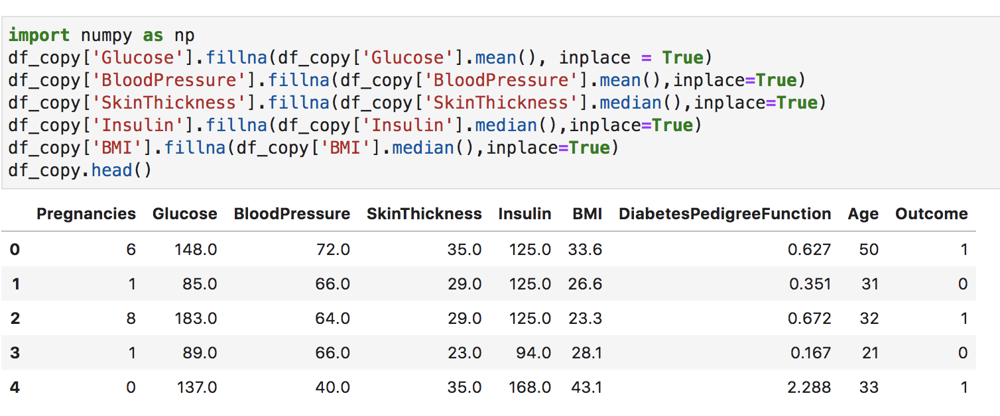 import numpy as np
df_copy['Glucose'].fillna(df_copy['Glucose'].mean(), inplace = True)
df_copy['BloodPressure'].fillna(df_copy['BloodPressure'].mean(),inplace=True)
df_copy['SkinThickness'].fillna(df_copy['SkinThickness'].median(),inplace=True)
df_copy['Insulin'].fillna(df_copy['Insulin'].median(),inplace=True)
df_copy['BMI'].fillna(df_copy['BMI'].median(),inplace=True)
df_copy.head()
Pregnancies Glucose BloodPressure SkinThickness Insulin BMI DiabetesPedigreeFunction Age Outcome
0 6 148.0 72.0 35.0 125.0 33.6 0.627 50 1
1 1 85.0 66.0 29.0 125.0 26.6 0.351 31 0
2 8 183.0 64.0 29.0 125.0 23.3 0.672 32 1
3 1 89.0 66.0 23.0 94.0 28.1 0.167 21 0
4 0 137.0 40.0 35.0 168.0 43.1 2.288 33 1